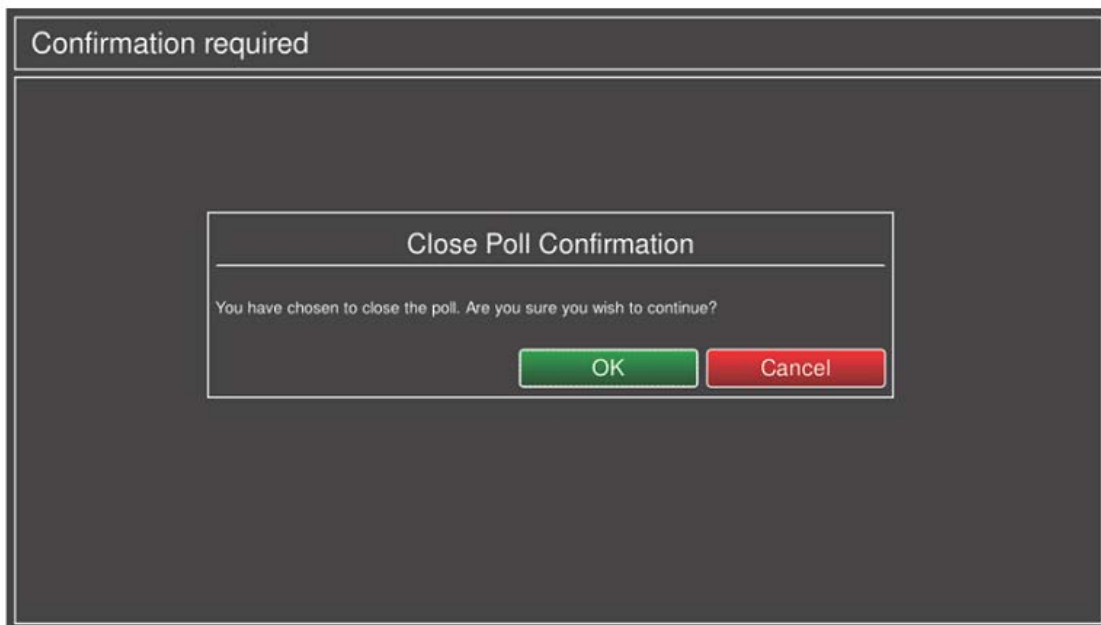 Confirmation required
Close Poll Confirmation
You have chosen to close the poll. Are you sure you wish to continue?
OK
Cancel